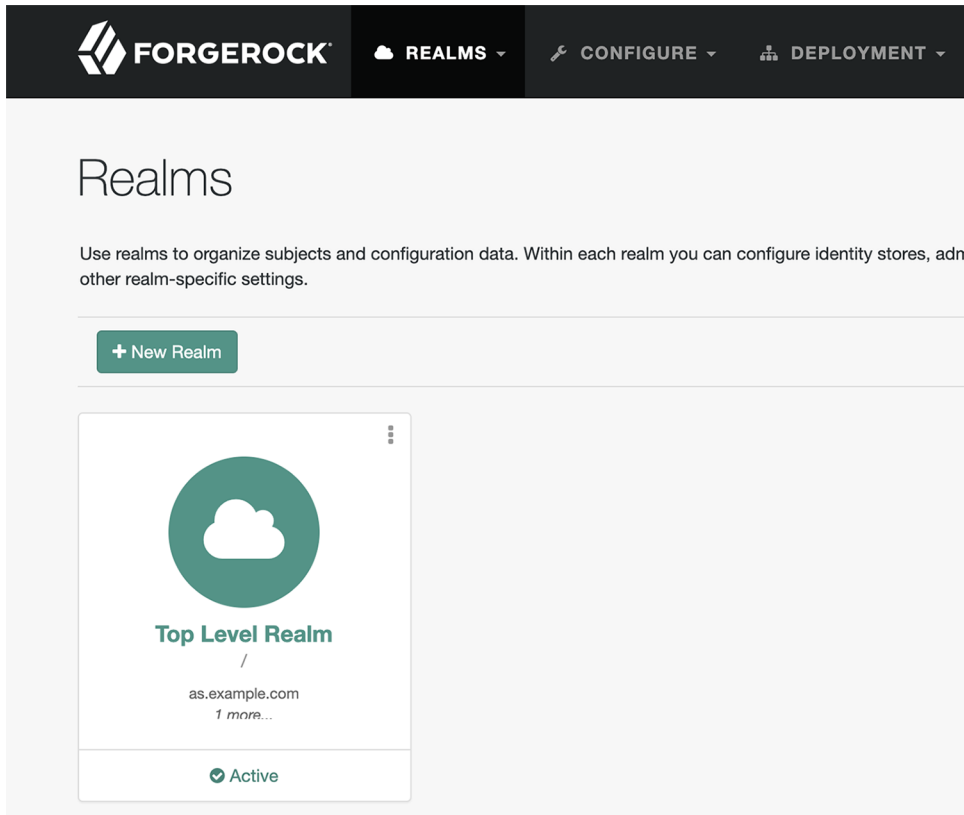 FORGEROCK
REALMS
CONFIGURE
DEPLOYMENT
Realms
Use realms to organize subjects and configuration data. Within each realm you can configure identity stores, adm
other realm-specific settings.
+ New Realm
Top Level Realm
/
as.example.com
1 more...
Active